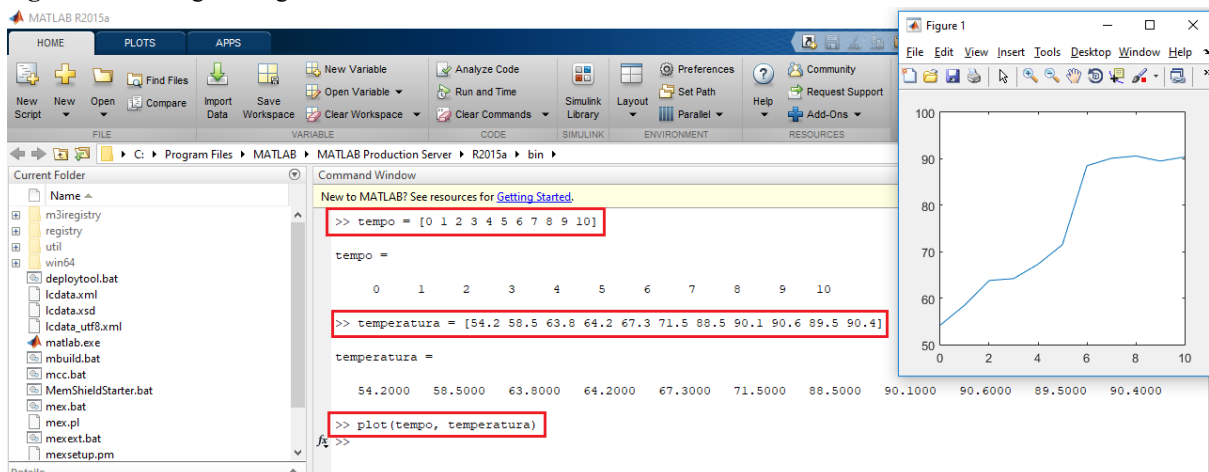 MATLAB R2015a
HOME PLOTS APPS
New Script
New
Open
Find Files
Compare
FILE
Import Data
Save Workspace
New Variable
Open Variable
Clear Workspace
VARIABLE
Analyze Code
Run and Time
Clear Commands
CODE
Simulink Library
SIMULINK
Layout
Preferences
Set Path
Parallel
ENVIRONMENT
Help
Community
Request Support
Add-Ons
RESOURCES
C: Program Files MATLAB MATLAB Production Server R2015a bin
Current Folder
Name
m3iregistry
registry
util
win64
deploytool.bat
lcdata.xml
lcdata.xsd
lcdata_utf8.xml
matlab.exe
mbuild.bat
mcc.bat
MemShieldStarter.bat
mex.bat
mex.pl
mexext.bat
mexsetup.pm
Details
Command Window
New to MATLAB? See resources for Getting Started.
>> tempo = [0 1 2 3 4 5 6 7 8 9 10]
tempo =
0 1 2 3 4 5 6 7 8 9 10
>> temperatura = [54.2 58.5 63.8 64.2 67.3 71.5 88.5 90.1 90.6 89.5 90.4]
temperatura =
54.2000 58.5000 63.8000 64.2000 67.3000 71.5000 88.5000 90.1000 90.6000 89.5000 90.4000
>> plot(tempo, temperatura)
fx >>
Figure 1
File Edit View Insert Tools Desktop Window Help
100
90
80
70
60
50
0 2 4 6 8 10